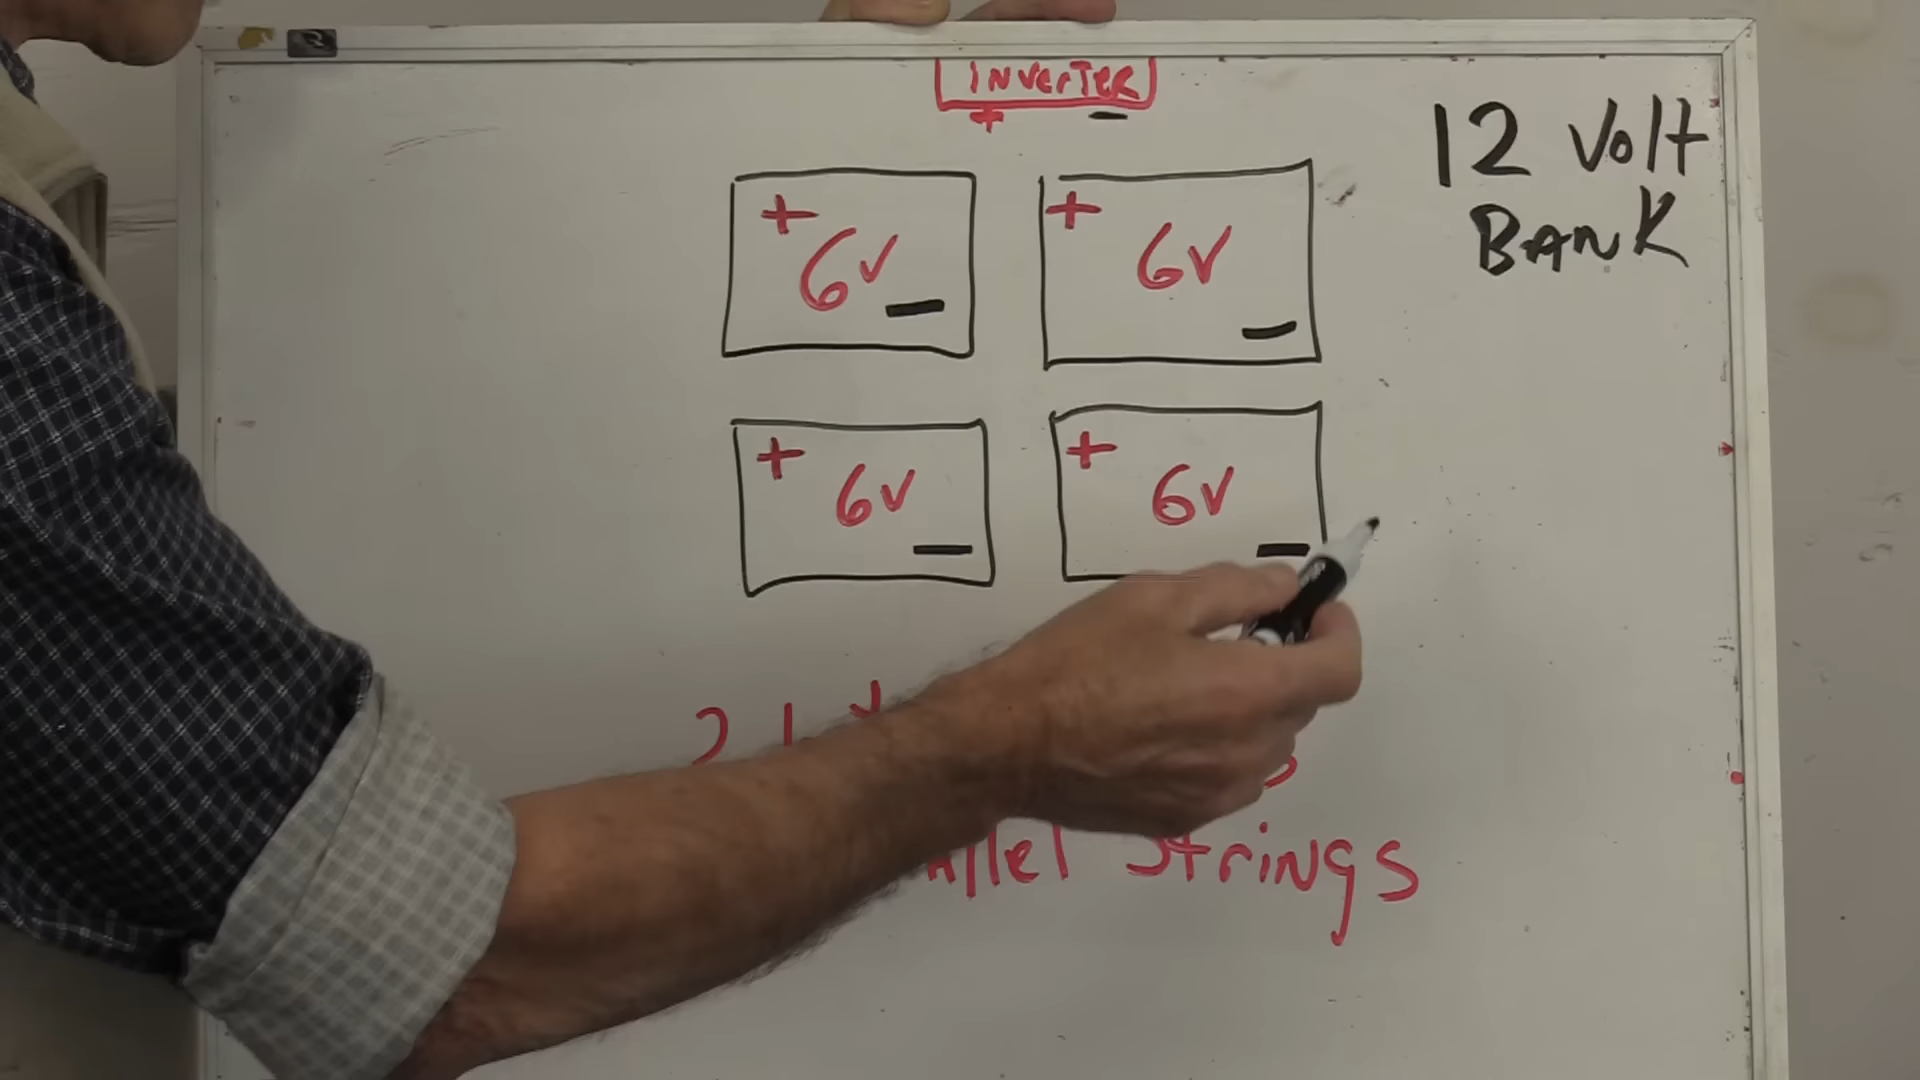 INVERTER
+ -
12 Volt
BANK
+ +
6v 6v
- -
+ +
6v 6v
- -
Strings